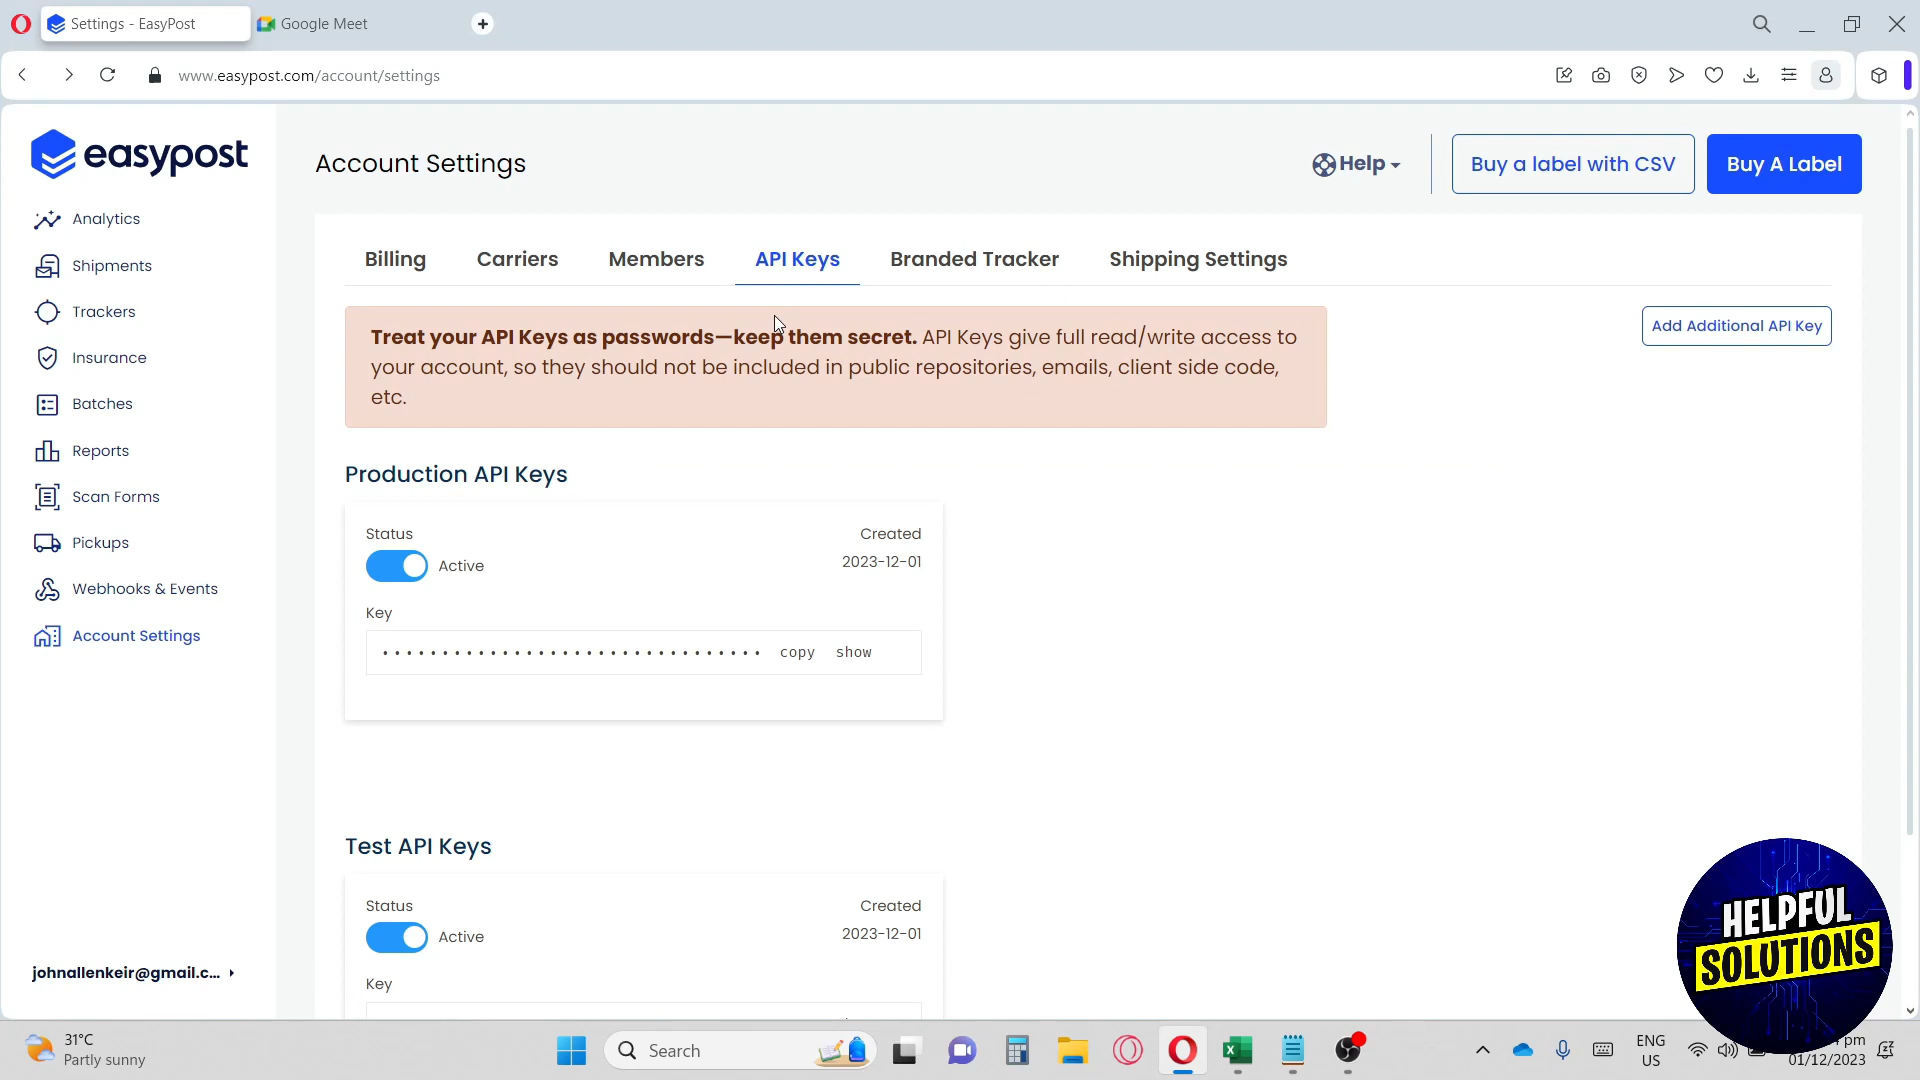 Settings - EasyPost
Google Meet
www.easypost.com/account/settings
easypost
Account Settings
Help
Buy a label with CSV
Buy A Label
Analytics
Shipments
Trackers
Insurance
Batches
Reports
Scan Forms
Pickups
Webhooks & Events
Account Settings
johnallenkeir@gmail.c...
Billing
Carriers
Members
API Keys
Branded Tracker
Shipping Settings
Treat your API Keys as passwords—keep them secret. API Keys give full read/write access to
your account, so they should not be included in public repositories, emails, client side code,
etc.
Add Additional API Key
Production API Keys
Status
Created
Active
2023-12-01
Key
copy show
Test API Keys
Status
Created
Active
2023-12-01
Key
HELPFUL
SOLUTIONS
31°C
Partly sunny
Search
ENG
US
pm
01/12/2023